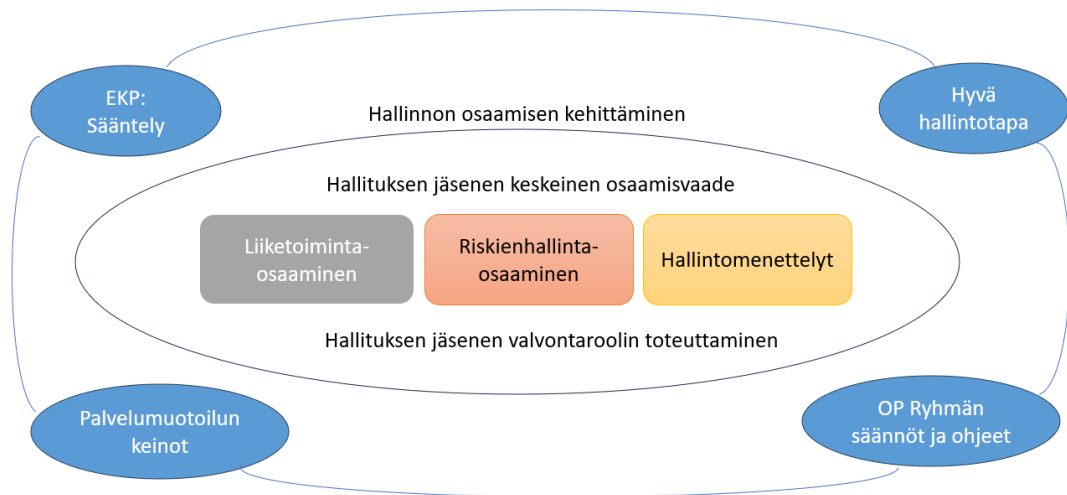 EKP:
Sääntely
Hyvä
hallintotapa
Hallinnon osaamisen kehittäminen
Hallituksen jäsenen keskeinen osaamisvaade
Liiketoiminta-
osaaminen
Riskienhallinta-
osaaminen
Hallintomenettelyt
Hallituksen jäsenen valvontaroolin toteuttaminen
Palvelumuotoilun
keinot
OP Ryhmän
säännöt ja ohjeet